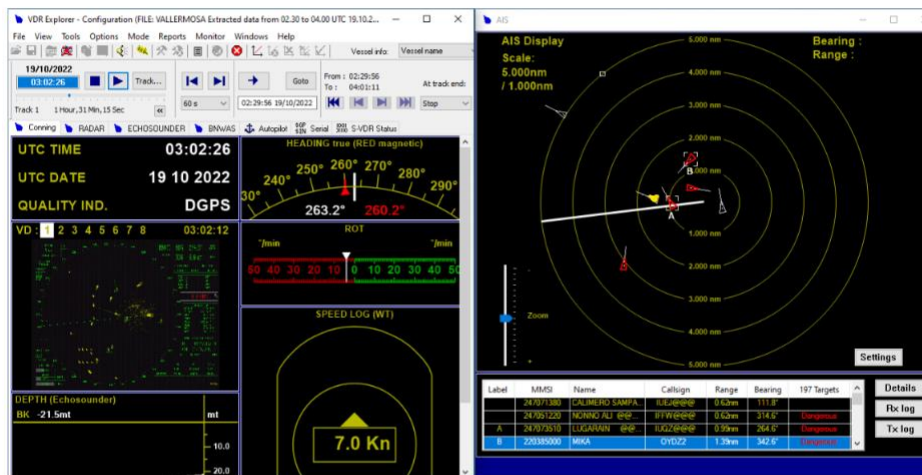 VDR Explorer - Configuration (FILE: VALLERMOSA Extracted data from 02.30 to 04.00 UTC 19.10.2...
File View Tools Options Mode Reports Monitor Windows Help
Vessel info: Vessel name
19/10/2022
03:02:26
Track...
Goto
From : 02:29:56
To : 04:01:11
At track end:
Track 1 1Hour,31 Min,15 Sec
60 s
02:29:56 19/10/2022
Stop
Conning RADAR ECHOSOUNDER BNWAS Autopilot Serial S-VDR Status
UTC TIME 03:02:26
UTC DATE 19 10 2022
QUALITY IND. DGPS
VD : 1 2 3 4 5 6 7 8 03:02:12
DEPTH (Echosounder)
BK -21.5mt mt
10.0
20.0
HEADING true (RED magnetic)
30° 240° 250° 260° 270° 280° 290°
263.2° 260.2°
ROT
°/min °/min
50 40 30 20 10 0 10 20 30 40 50
SPEED LOG (WT)
7.0 Kn
AIS
AIS Display
Scale:
5.000nm
/ 1.000nm
Bearing :
Range :
5.000 nm
4.000 nm
3.000 nm
2.000 nm
1.000 nm
B
A
1.000 nm
2.000 nm
3.000 nm
4.000 nm
5.000 nm
Zoom
Settings
Label MMSI Name Callsign Range Bearing 197 Targets
247071380 CALIMERO SAMPA... IUEJ@@@ 0.62nm 111.8°
247051220 NONNO ALI @@... IFFW@@@ 0.62nm 314.6° Dangerous
A 247073510 LUGARAIN @@... IUQZ@@@ 0.99nm 264.6° Dangerous
B 220385000 MIKA OYDZ2 1.39nm 342.6° Dangerous
Details
Rx log
Tx log